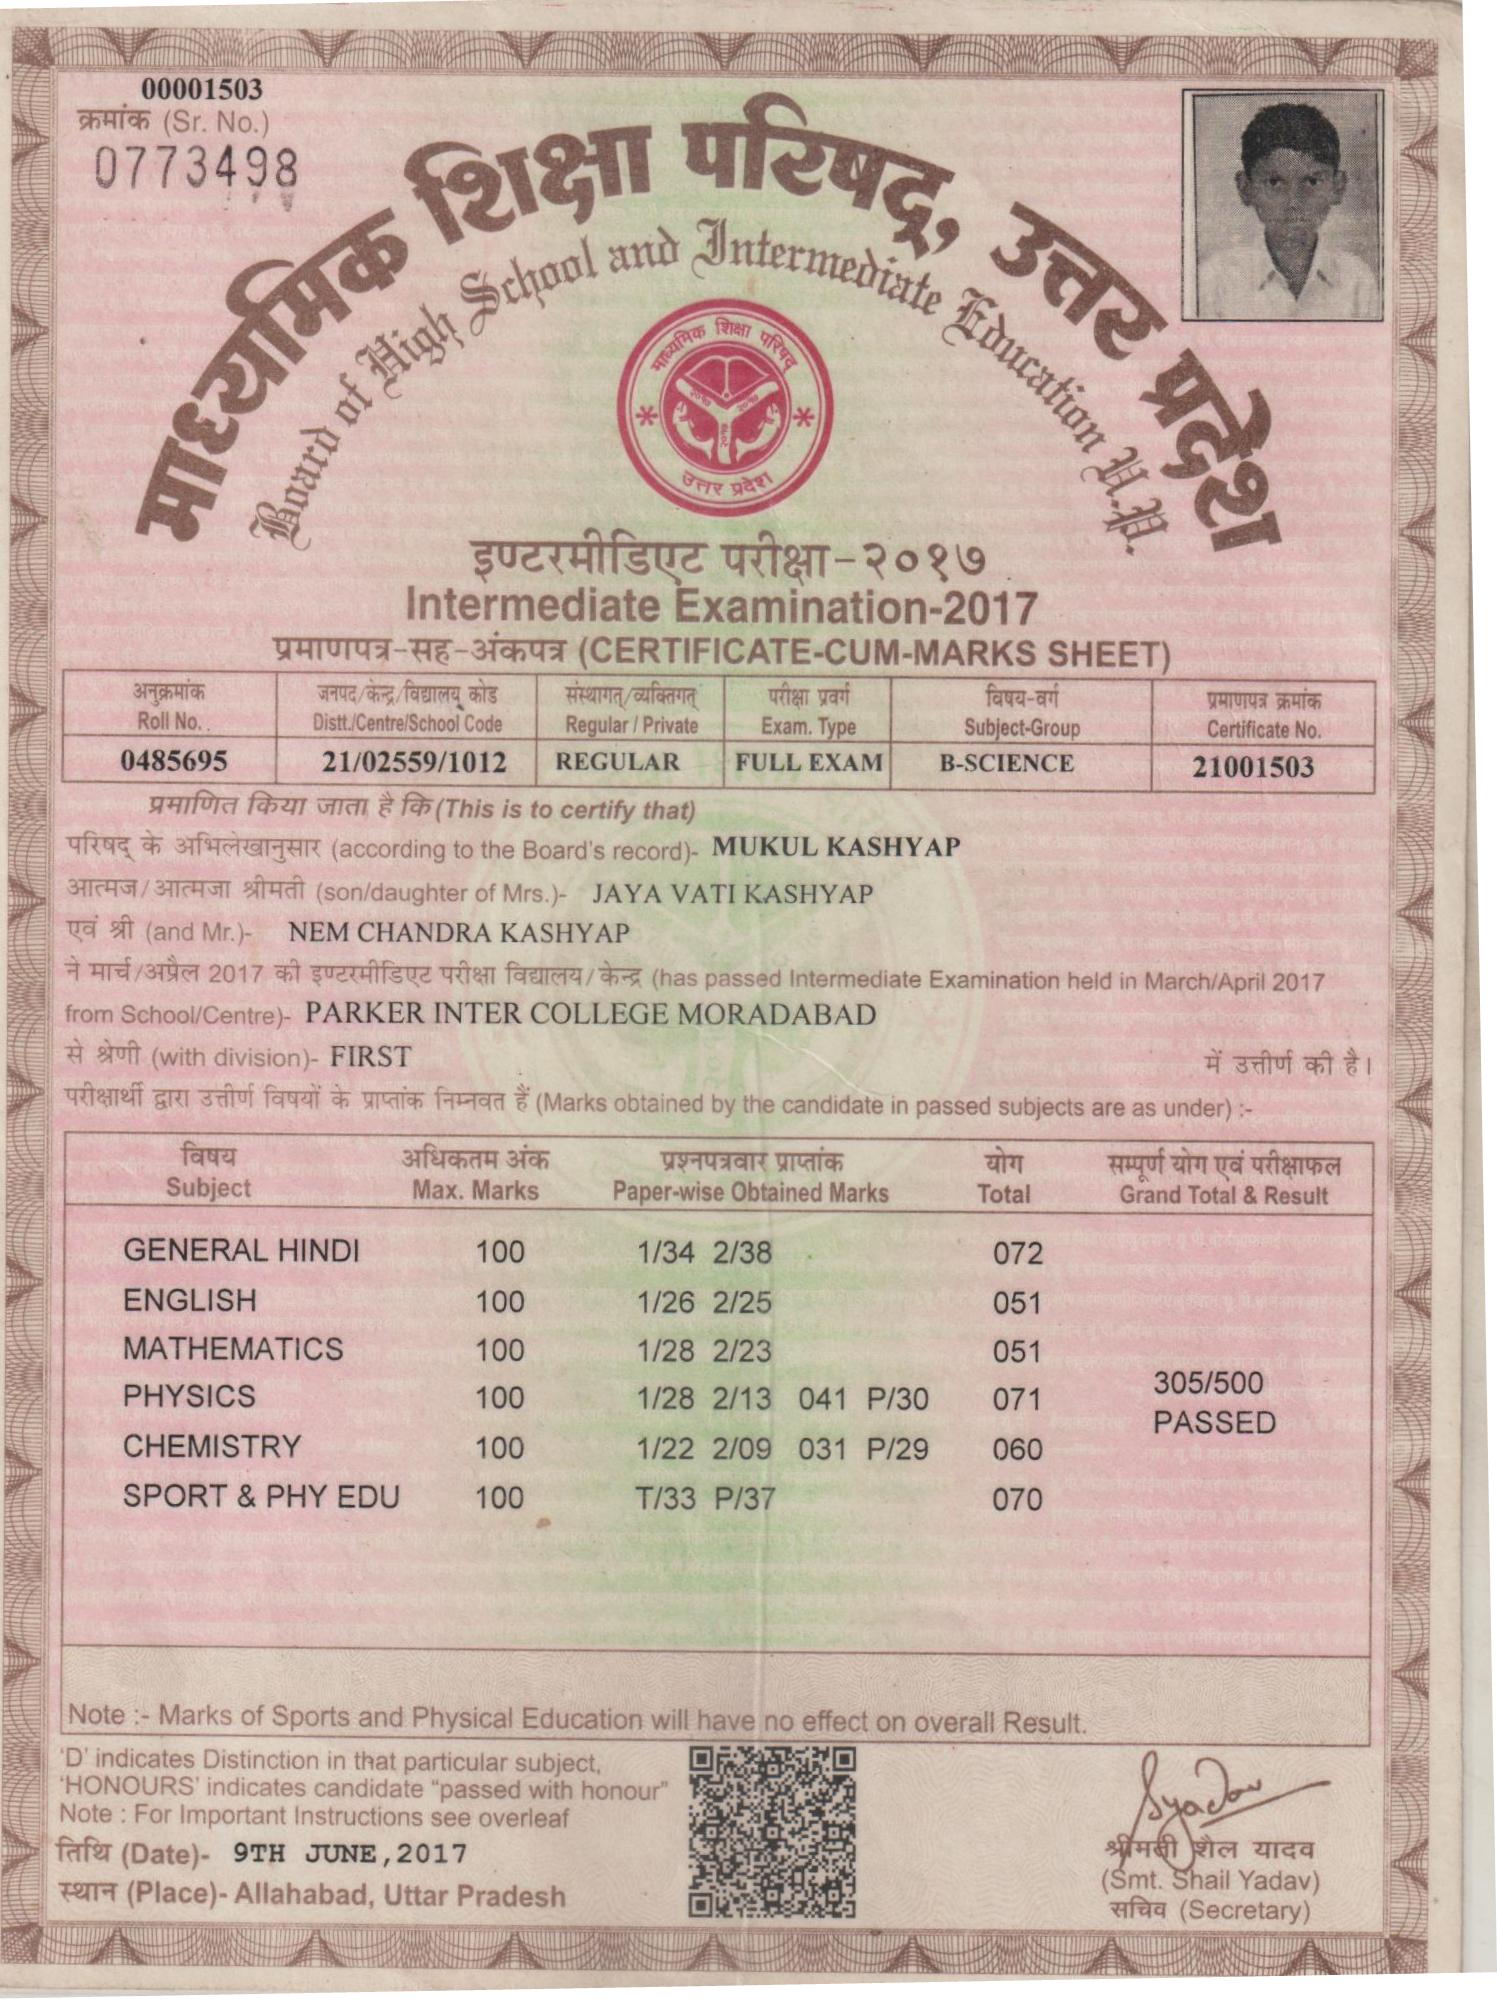 00001503
क्रमांक (Sr. No.)
0773498
माध्यमिक शिक्षा परिषद्, उत्तर प्रदेश
Board of High School and Intermediate Education U.P.
माध्यमिक शिक्षा परिषद्
उत्तर प्रदेश
इण्टरमीडिएट परीक्षा-२०१७
Intermediate Examination-2017
प्रमाणपत्र-सह-अंकपत्र (CERTIFICATE-CUM-MARKS SHEET)
अनुक्रमांक जनपद/केन्द्र/विद्यालय कोड संस्थागत्/व्यक्तिगत् परीक्षा प्रवर्ग विषय-वर्ग प्रमाणपत्र क्रमांक
Roll No. Distt./Centre/School Code Regular / Private Exam. Type Subject-Group Certificate No.
0485695 21/02559/1012 REGULAR FULL EXAM B-SCIENCE 21001503
प्रमाणित किया जाता है कि (This is to certify that)
परिषद् के अभिलेखानुसार (according to the Board's record)- MUKUL KASHYAP
आत्मज/आत्मजा श्रीमती (son/daughter of Mrs.)- JAYA VATI KASHYAP
एवं श्री (and Mr.)- NEM CHANDRA KASHYAP
ने मार्च/अप्रैल 2017 की इण्टरमीडिएट परीक्षा विद्यालय/केन्द्र (has passed Intermediate Examination held in March/April 2017
from School/Centre)- PARKER INTER COLLEGE MORADABAD
से श्रेणी (with division)- FIRST में उत्तीर्ण की है।
परीक्षार्थी द्वारा उत्तीर्ण विषयों के प्राप्तांक निम्नवत हैं (Marks obtained by the candidate in passed subjects are as under) :-
विषय अधिकतम अंक प्रश्नपत्रवार प्राप्तांक योग सम्पूर्ण योग एवं परीक्षाफल
Subject Max. Marks Paper-wise Obtained Marks Total Grand Total & Result
GENERAL HINDI 100 1/34 2/38 072
ENGLISH 100 1/26 2/25 051
MATHEMATICS 100 1/28 2/23 051
PHYSICS 100 1/28 2/13 041 P/30 071 305/500
PASSED
CHEMISTRY 100 1/22 2/09 031 P/29 060
SPORT & PHY EDU 100 T/33 P/37 070
Note :- Marks of Sports and Physical Education will have no effect on overall Result.
'D' indicates Distinction in that particular subject,
'HONOURS' indicates candidate "passed with honour"
Note : For Important Instructions see overleaf
तिथि (Date)- 9TH JUNE,2017
स्थान (Place)- Allahabad, Uttar Pradesh
Syadav
श्रीमती शैल यादव
(Smt. Shail Yadav)
सचिव (Secretary)